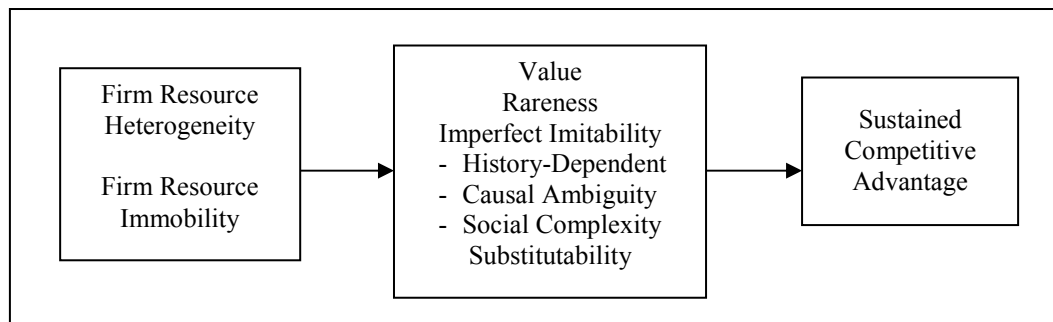 Firm Resource
Heterogeneity
Firm Resource
Immobility
Value
Rareness
Imperfect Imitability
- History-Dependent
- Causal Ambiguity
- Social Complexity
Substitutability
Sustained
Competitive
Advantage